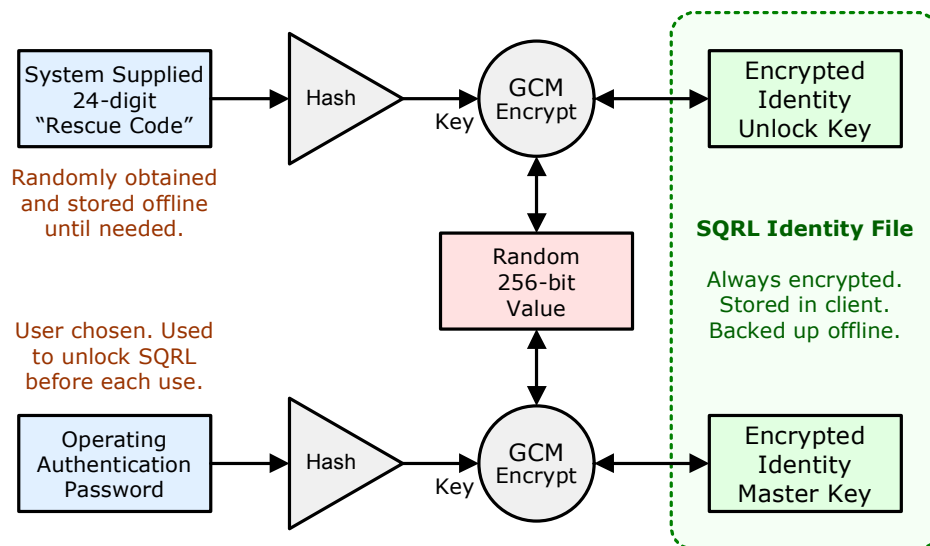 System Supplied
24-digit
“Rescue Code”
Hash
Key
GCM
Encrypt
Encrypted
Identity
Unlock Key
Randomly obtained
and stored offline
until needed.
Random
256-bit
Value
SQRL Identity File
Always encrypted.
Stored in client.
Backed up offline.
User chosen. Used
to unlock SQRL
before each use.
Operating
Authentication
Password
Hash
Key
GCM
Encrypt
Encrypted
Identity
Master Key